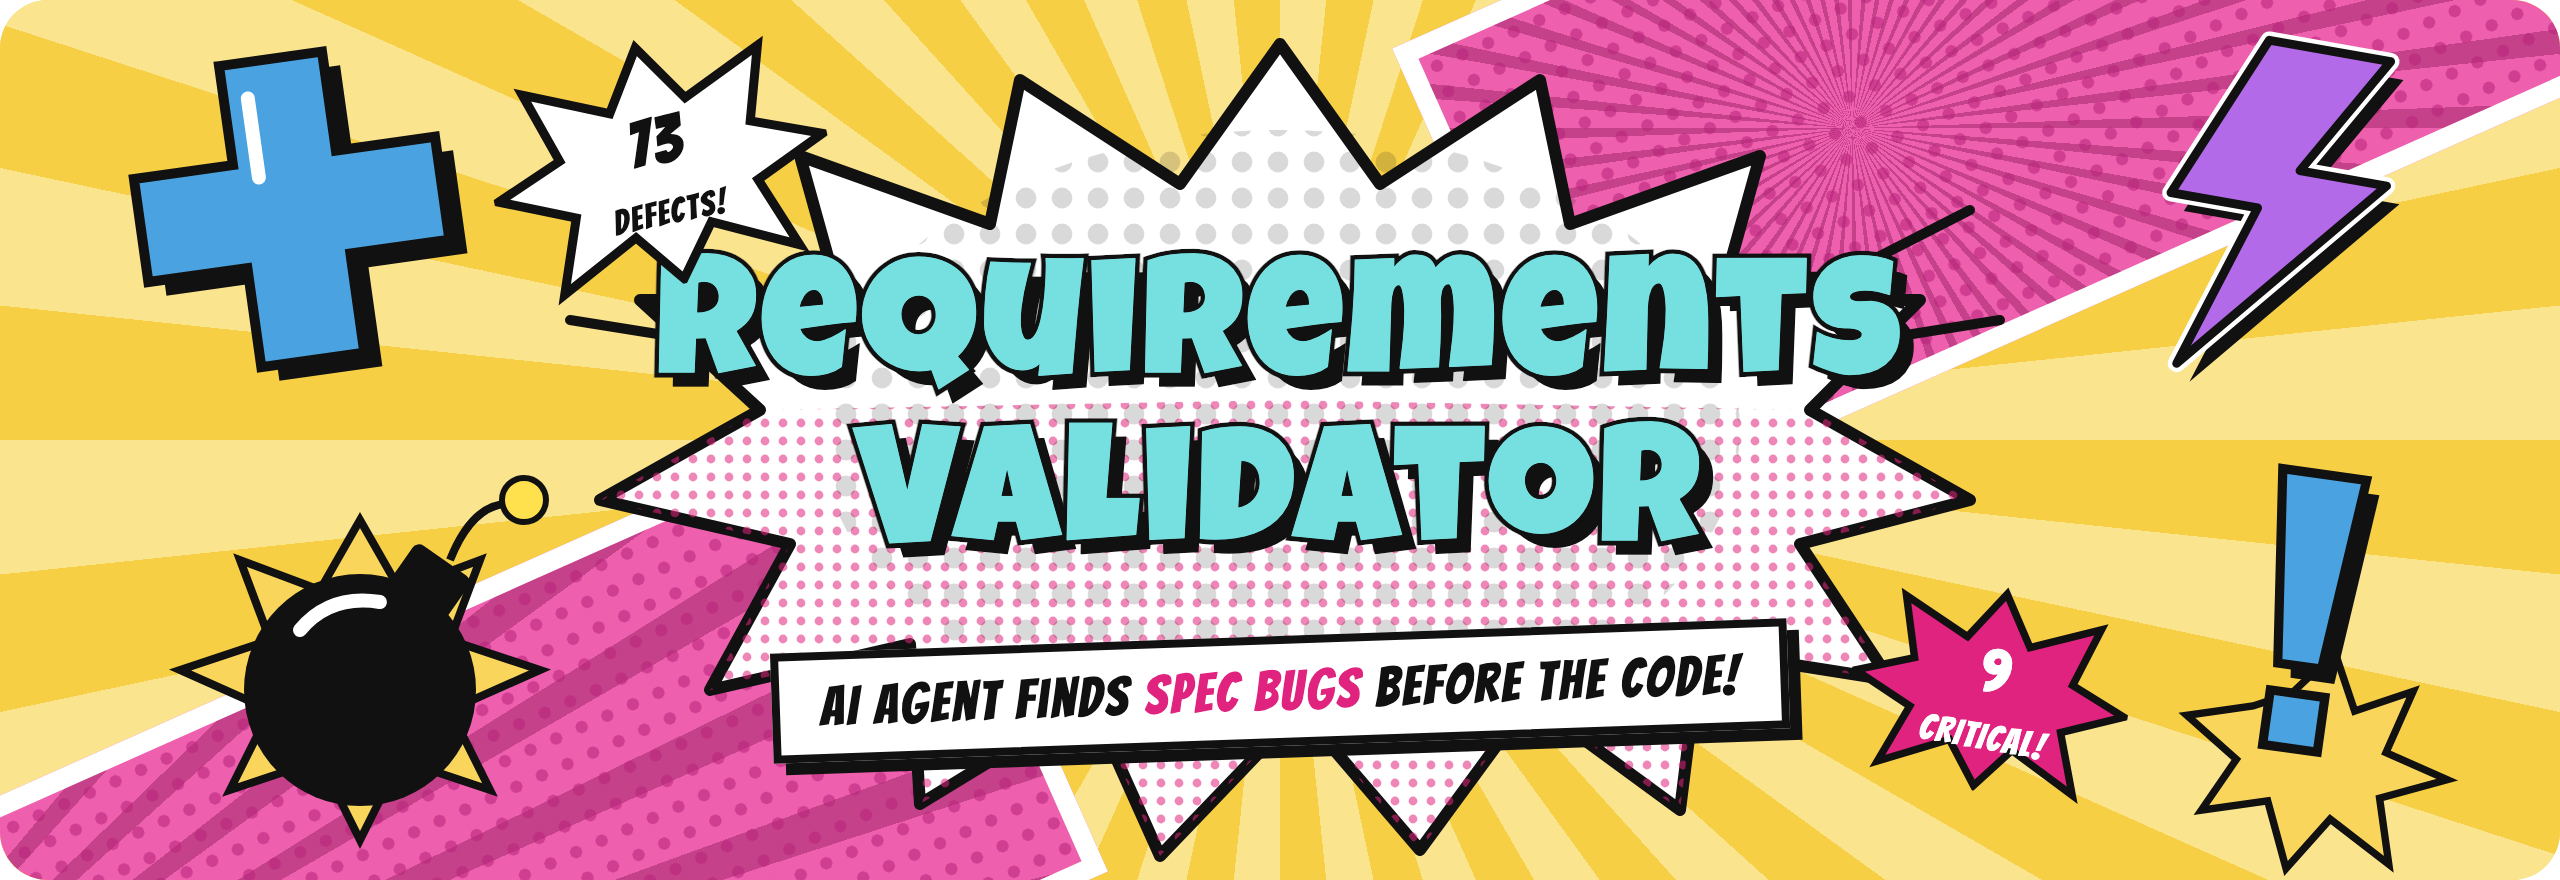 73
DEFECTS!
REQUIREMENTS
VALIDATOR
AI AGENT FINDS SPEC BUGS BEFORE THE CODE!
9
CRITICAL!